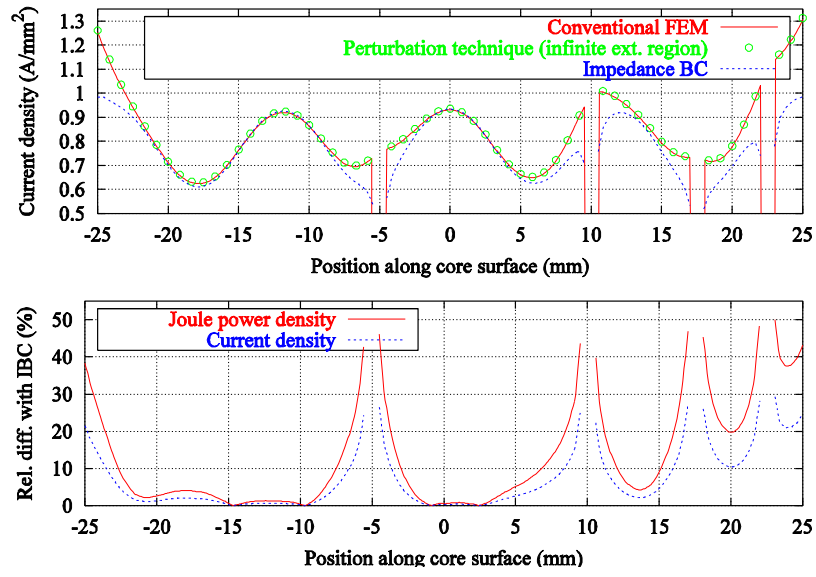 Current density (A/mm²)
1.3
1.2
1.1
1
0.9
0.8
0.7
0.6
0.5
Conventional FEM
Perturbation technique (infinite ext. region)
Impedance BC
-25 -20 -15 -10 -5 0 5 10 15 20 25
Position along core surface (mm)
Rel. diff. with IBC (%)
50
40
30
20
10
0
Joule power density
Current density
-25 -20 -15 -10 -5 0 5 10 15 20 25
Position along core surface (mm)